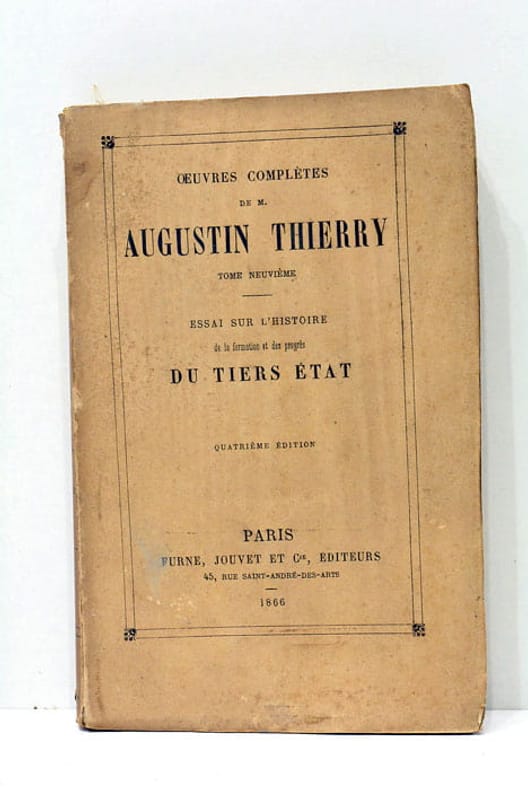 ŒUVRES COMPLÈTES
DE M.
AUGUSTIN THIERRY
TOME NEUVIÈME
ESSAI SUR L'HISTOIRE
de la formation et des progrès
DU TIERS ÉTAT
QUATRIÈME ÉDITION
PARIS
FURNE, JOUVET ET Cie, EDITEURS
45, RUE SAINT-ANDRÉ-DES-ARTS
1866